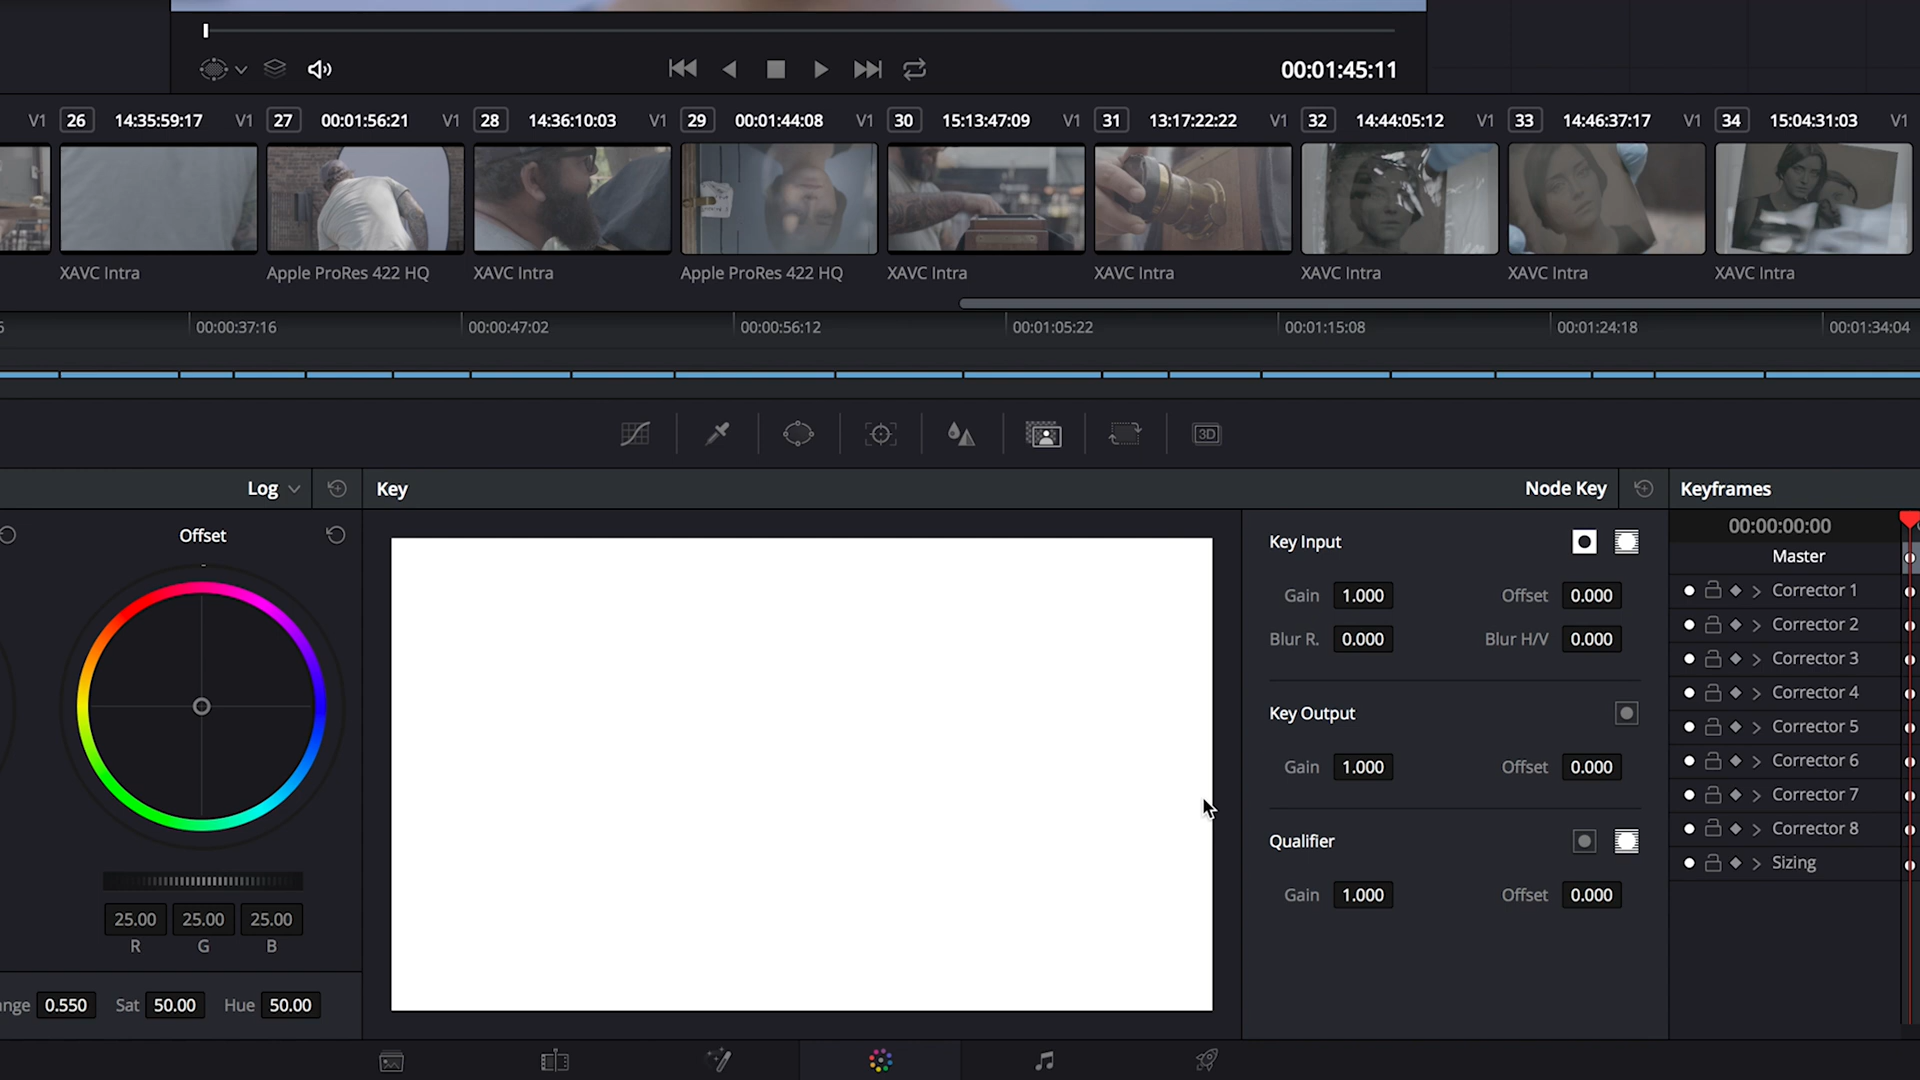 00:01:45:11
V1 26 14:35:59:17 V1 27 00:01:56:21 V1 28 14:36:10:03 V1 29 00:01:44:08 V1 30 15:13:47:09 V1 31 13:17:22:22 V1 32 14:44:05:12 V1 33 14:46:37:17 V1 34 15:04:31:03 V1
XAVC Intra Apple ProRes 422 HQ XAVC Intra Apple ProRes 422 HQ XAVC Intra XAVC Intra XAVC Intra XAVC Intra XAVC Intra
00:00:37:16 00:00:47:02 00:00:56:12 00:01:05:22 00:01:15:08 00:01:24:18 00:01:34:04
3D
Log Key Node Key Keyframes
Offset
25.00 25.00 25.00
R G B
nge 0.550 Sat 50.00 Hue 50.00
Key Input
Gain 1.000 Offset 0.000
Blur R. 0.000 Blur H/V 0.000
Key Output
Gain 1.000 Offset 0.000
Qualifier
Gain 1.000 Offset 0.000
00:00:00:00
Master
Corrector 1
Corrector 2
Corrector 3
Corrector 4
Corrector 5
Corrector 6
Corrector 7
Corrector 8
Sizing